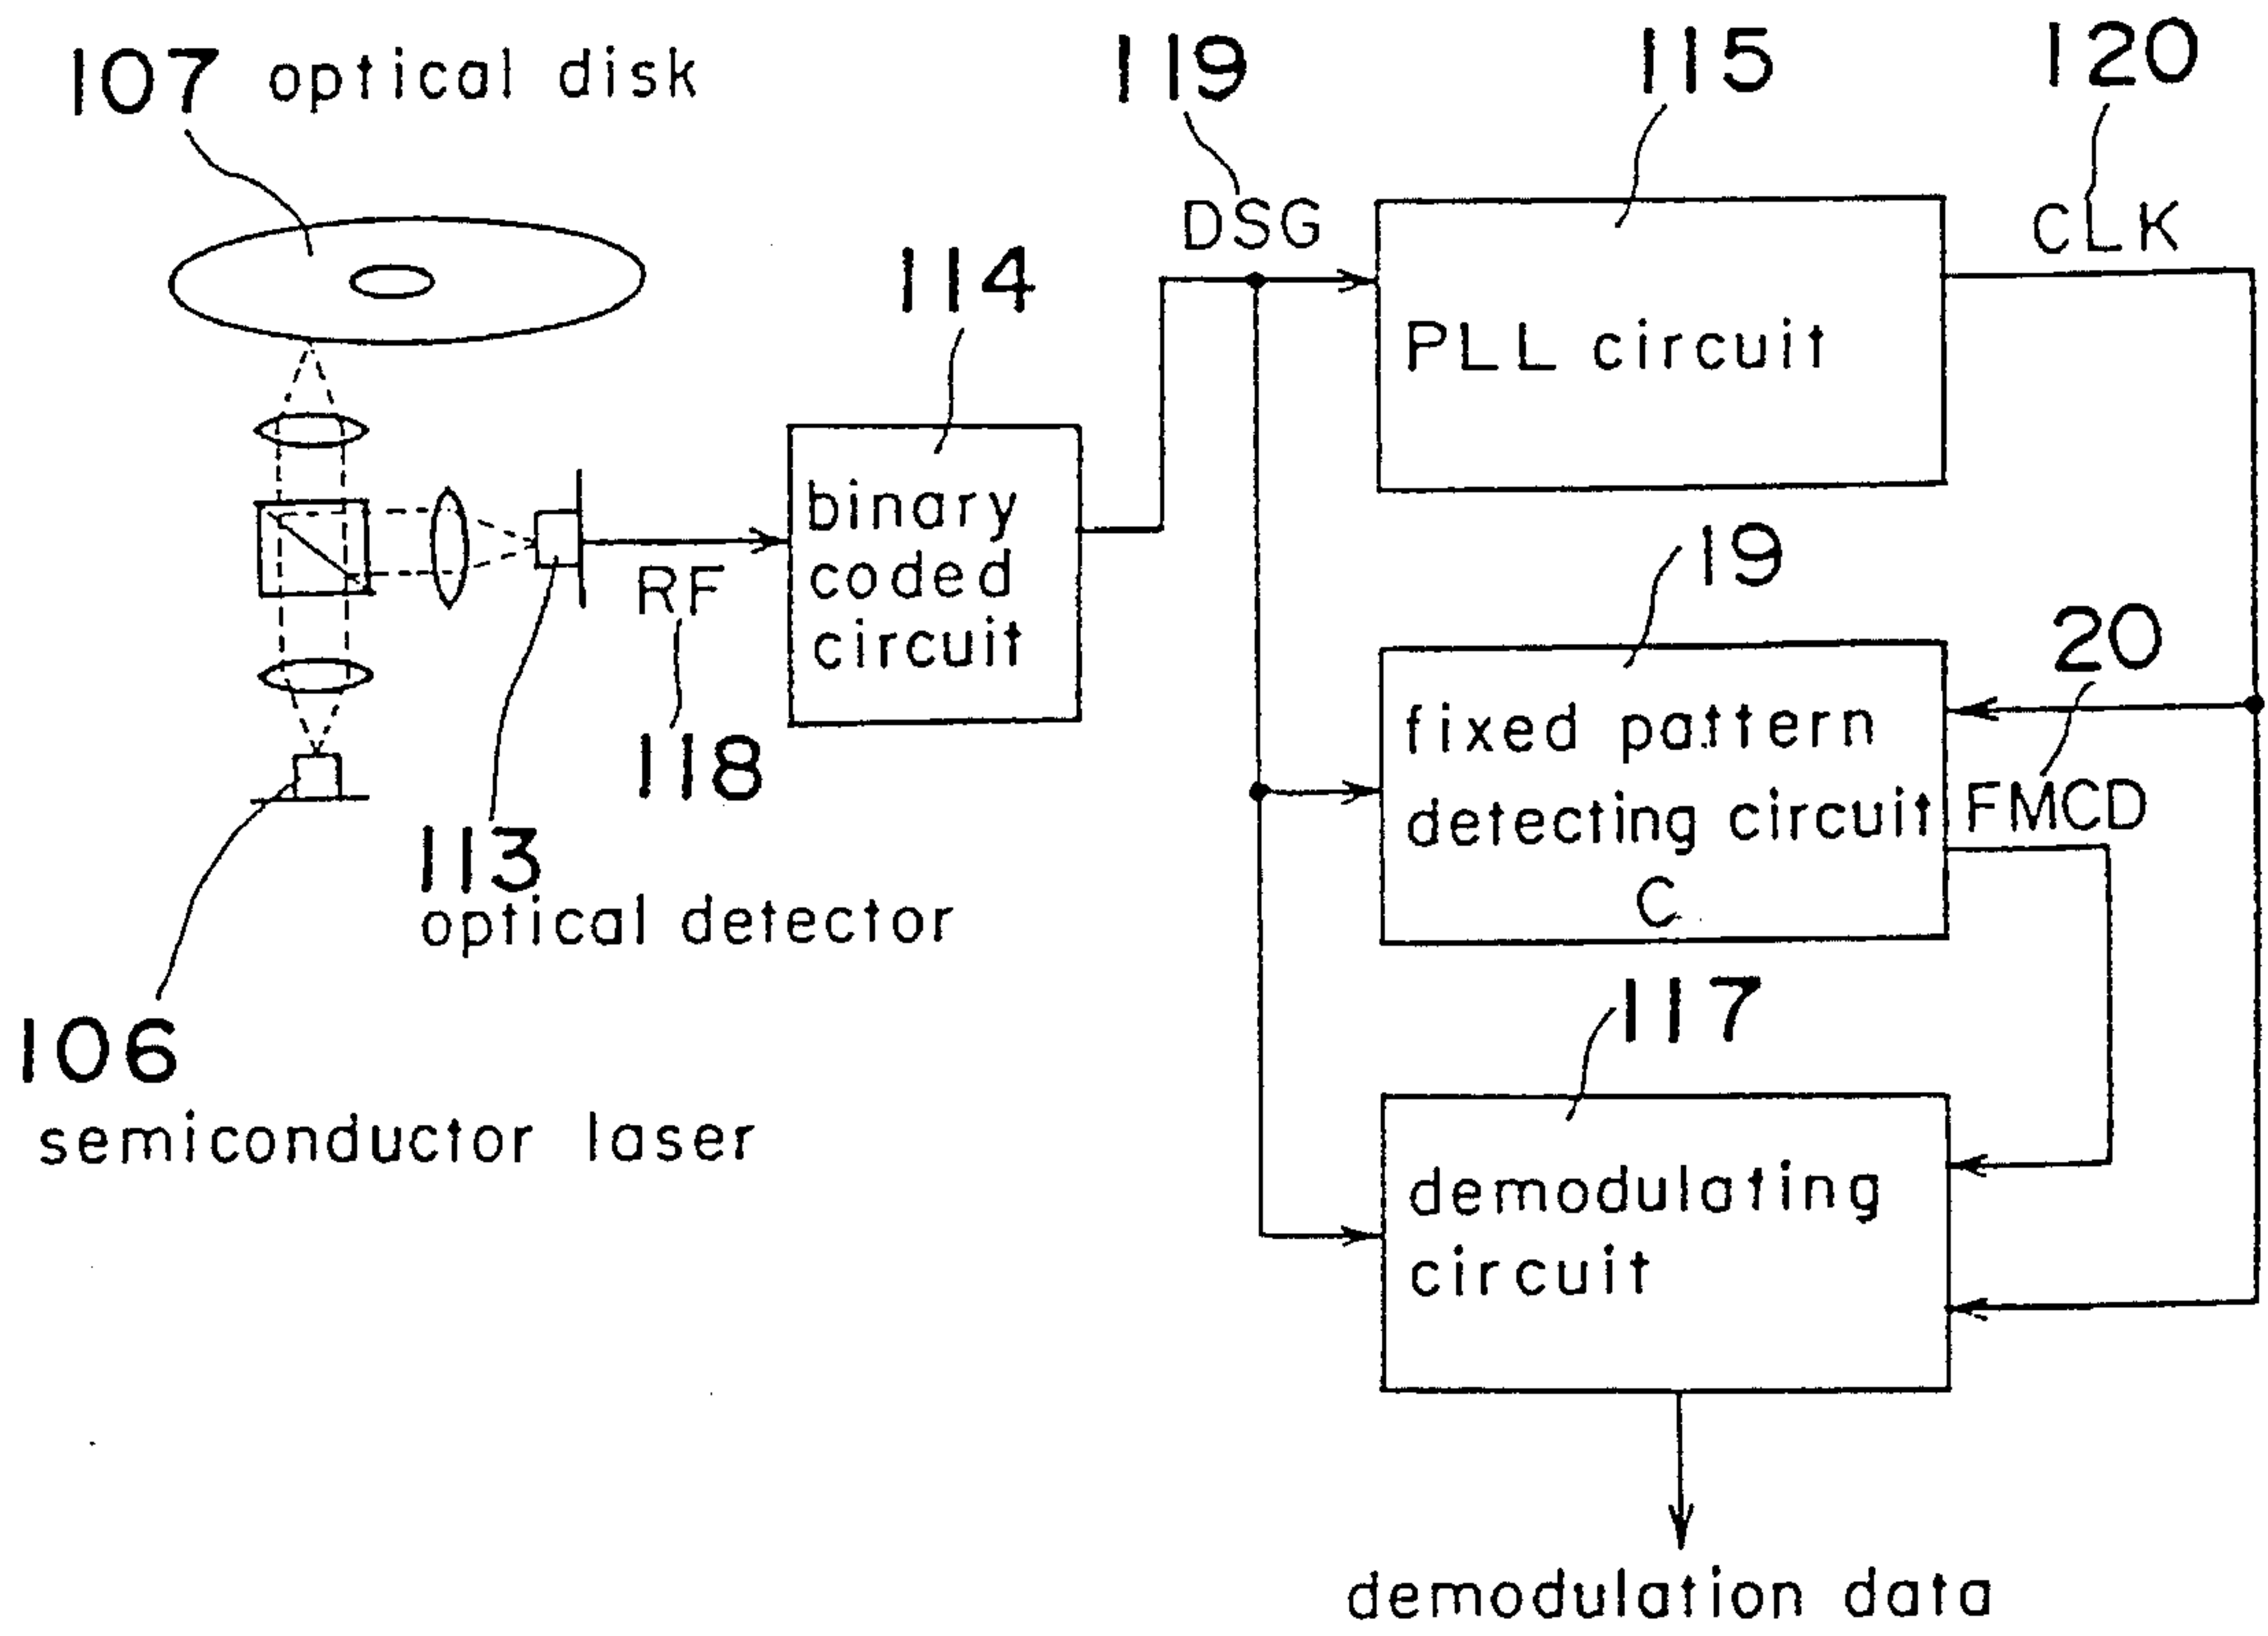 107 optical disk
119
115
120
DSG
CLK
114
PLL circuit
binary
coded
circuit
RF
118
19
20
fixed pattern
detecting circuit
C
FMCD
113
optical detector
117
106
semiconductor laser
demodulating
circuit
demodulation data